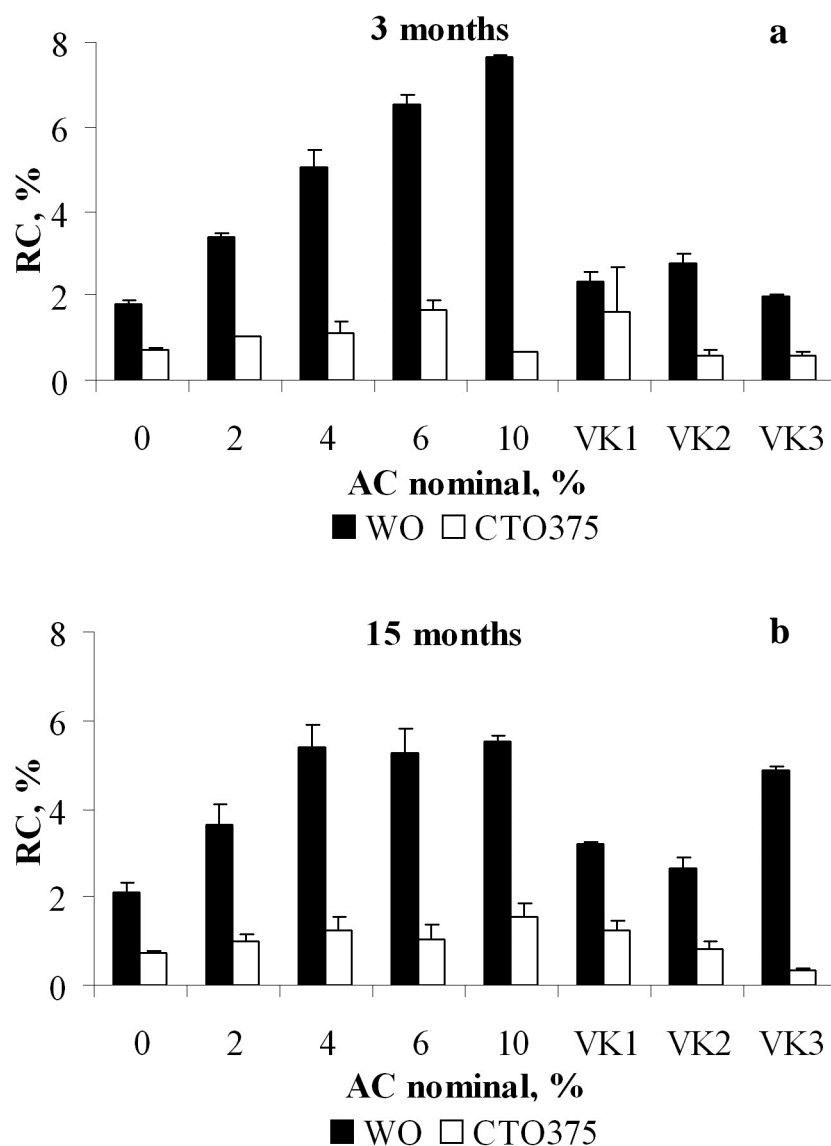 3 months a
8
6
4
2
0
RC, %
0 2 4 6 10 VK1 VK2 VK3
AC nominal, %
WO CTO375
15 months b
8
6
4
2
0
RC, %
0 2 4 6 10 VK1 VK2 VK3
AC nominal, %
WO CTO375